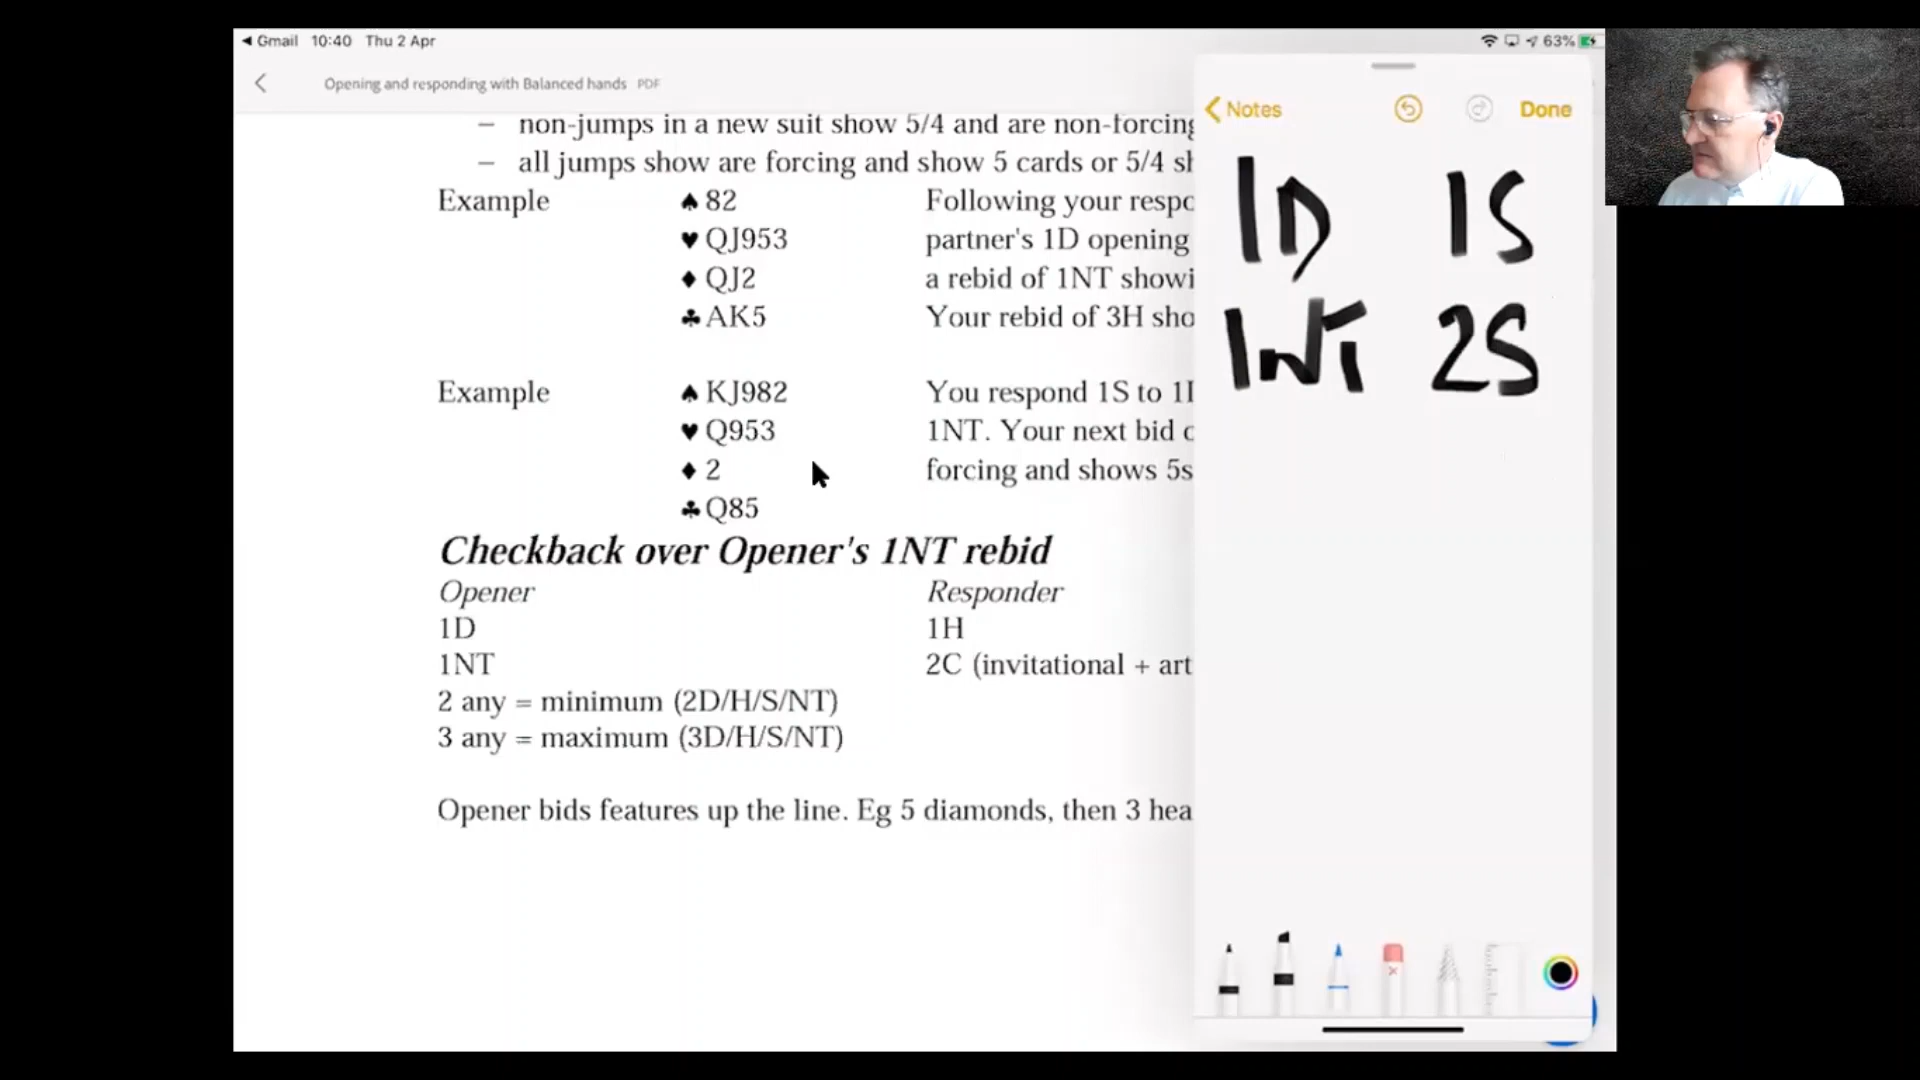 Gmail 10:40 Thu 2 Apr 63%
Opening and responding with Balanced hands PDF
– non-jumps in a new suit show 5/4 and are non-forcing
– all jumps show are forcing and show 5 cards or 5/4 sh
Example ♠ 82 Following your respo
♥ QJ953 partner's 1D opening
♦ QJ2 a rebid of 1NT showi
♣ AK5 Your rebid of 3H sho
Example ♠ KJ982 You respond 1S to 1D
♥ Q953 1NT. Your next bid o
♦ 2 forcing and shows 5s
♣ Q85
Checkback over Opener's 1NT rebid
Opener Responder
1D 1H
1NT 2C (invitational + art
2 any = minimum (2D/H/S/NT)
3 any = maximum (3D/H/S/NT)
Opener bids features up the line. Eg 5 diamonds, then 3 hea
Notes Done
1D 1S
1NT 2S